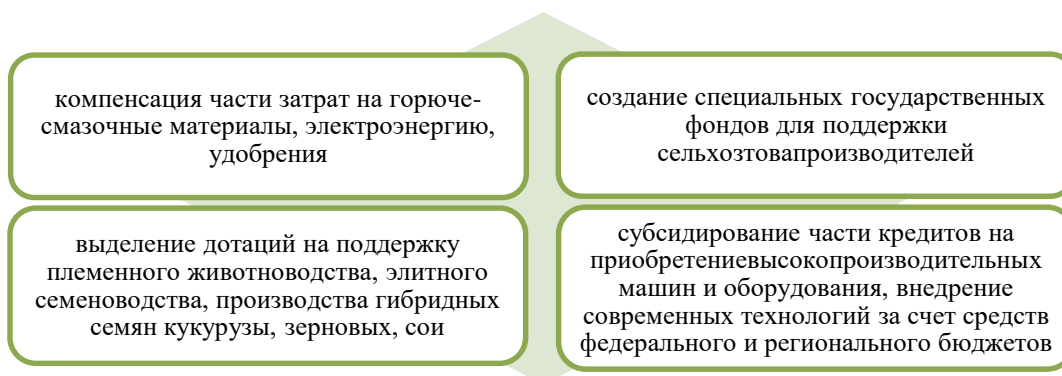 компенсация части затрат на горюче-
смазочные материалы, электроэнергию,
удобрения
создание специальных государственных
фондов для поддержки
сельхозтовапроизводителей
выделение дотаций на поддержку
племенного животноводства, элитного
семеноводства, производства гибридных
семян кукурузы, зерновых, сои
субсидирование части кредитов на
приобретениевысокопроизводительных
машин и оборудования, внедрение
современных технологий за счет средств
федерального и регионального бюджетов